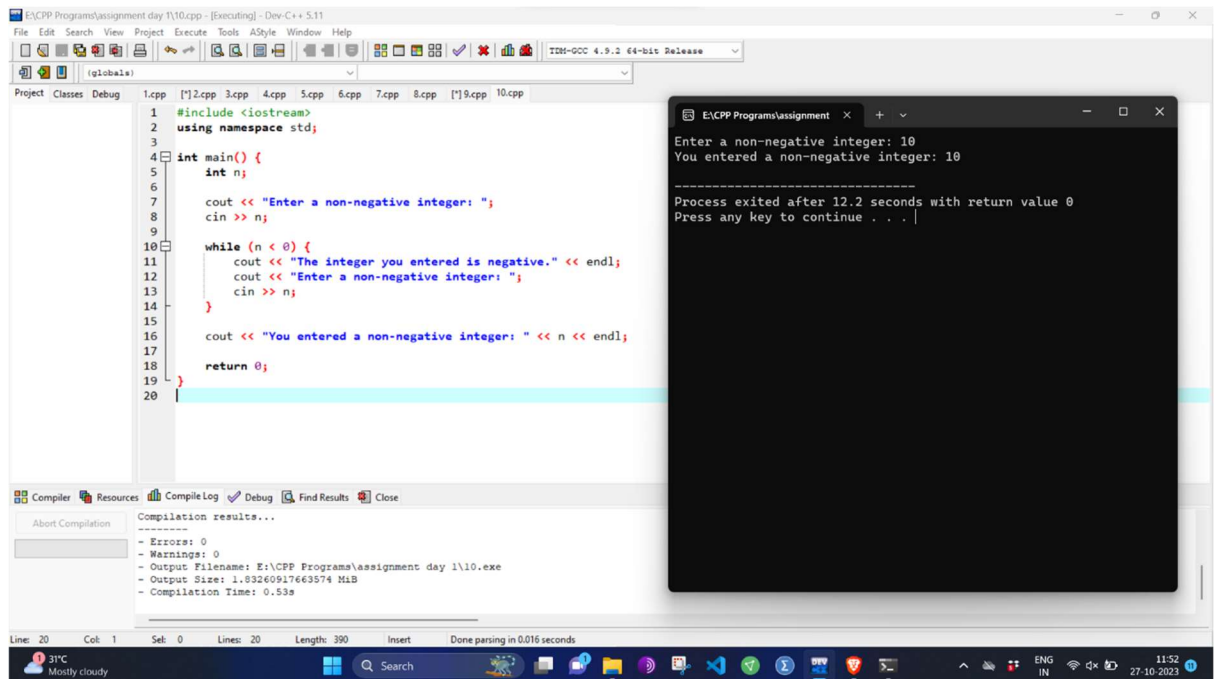 E:\CPP Programs\assignment day 1\10.cpp - [Executing] - Dev-C++ 5.11
File Edit Search View Project Execute Tools AStyle Window Help
TDM-GCC 4.9.2 64-bit Release
(globals)
Project Classes Debug
1.cpp [*] 2.cpp 3.cpp 4.cpp 5.cpp 6.cpp 7.cpp 8.cpp [*] 9.cpp 10.cpp
1 #include <iostream>
2 using namespace std;
3
4 int main() {
5 int n;
6
7 cout << "Enter a non-negative integer: ";
8 cin >> n;
9
10 while (n < 0) {
11 cout << "The integer you entered is negative." << endl;
12 cout << "Enter a non-negative integer: ";
13 cin >> n;
14 }
15
16 cout << "You entered a non-negative integer: " << n << endl;
17
18 return 0;
19 }
20
E:\CPP Programs\assignment
Enter a non-negative integer: 10
You entered a non-negative integer: 10
--------------------------------
Process exited after 12.2 seconds with return value 0
Press any key to continue . . .
Compiler Resources Compile Log Debug Find Results Close
Abort Compilation
Compilation results...
--------
- Errors: 0
- Warnings: 0
- Output Filename: E:\CPP Programs\assignment day 1\10.exe
- Output Size: 1.83260917663574 MiB
- Compilation Time: 0.53s
Line: 20 Col: 1 Sel: 0 Lines: 20 Length: 390 Insert Done parsing in 0.016 seconds
1
31°C
Mostly cloudy
Search
DEV
ENG
IN
11:52
27-10-2023